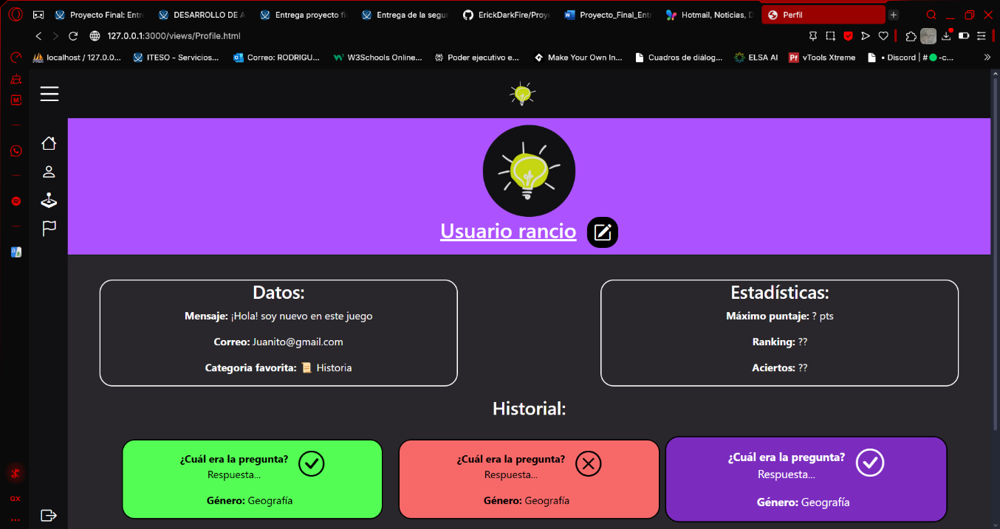 Proyecto Final: Entr
DESARROLLO DE A
Entrega proyecto fi
Entrega de la segur
ErickDarkFire/Proye
Proyecto_Final_Entr
Hotmail, Noticias, D
Perfil
127.0.0.1:3000/views/Profile.html
localhost / 127.0.0...
ITESO - Servicios...
Correo: RODRIGU...
W3Schools Online...
Poder ejecutivo e...
Make Your Own In...
Cuadros de diálog...
ELSA AI
Pf vTools Xtreme
• Discord | #🟢-c...
»
M
GX
Usuario rancio
Datos:
Mensaje: ¡Hola! soy nuevo en este juego
Correo: Juanito@gmail.com
Categoria favorita: 📜 Historia
Estadísticas:
Máximo puntaje: ? pts
Ranking: ??
Aciertos: ??
Historial:
¿Cuál era la pregunta?
Respuesta...
Género: Geografía
¿Cuál era la pregunta?
Respuesta...
Género: Geografía
¿Cuál era la pregunta?
Respuesta...
Género: Geografía